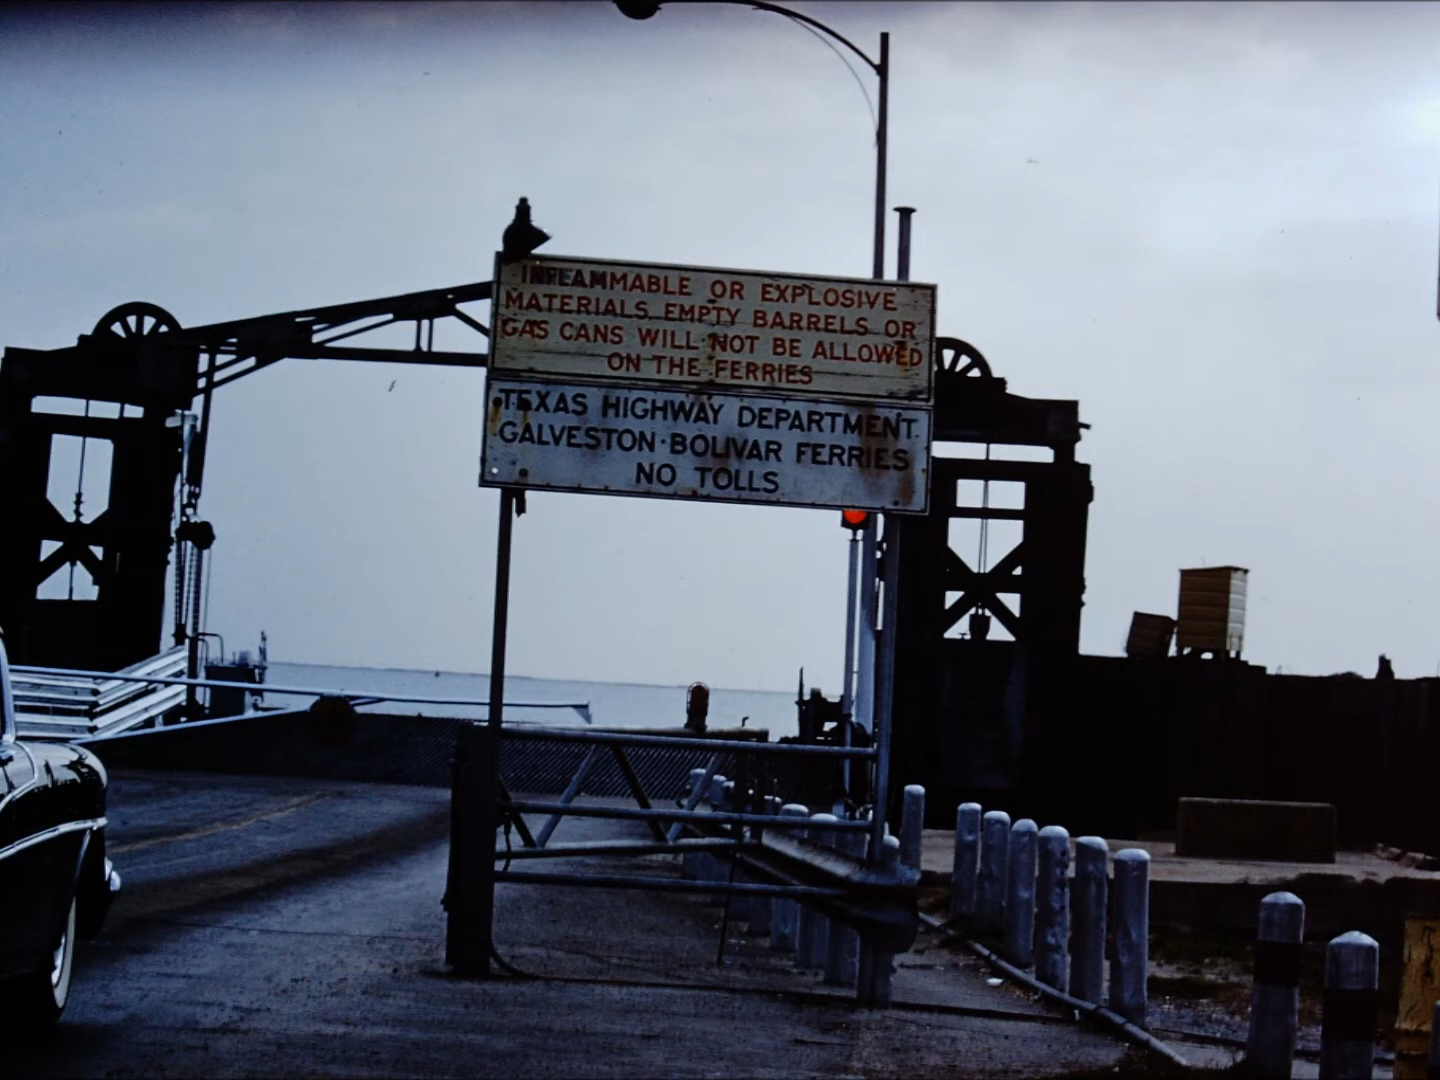 INFLAMMABLE OR EXPLOSIVE
MATERIALS, EMPTY BARRELS OR
GAS CANS WILL NOT BE ALLOWED
ON THE FERRIES
TEXAS HIGHWAY DEPARTMENT
GALVESTON-BOLIVAR FERRIES
NO TOLLS